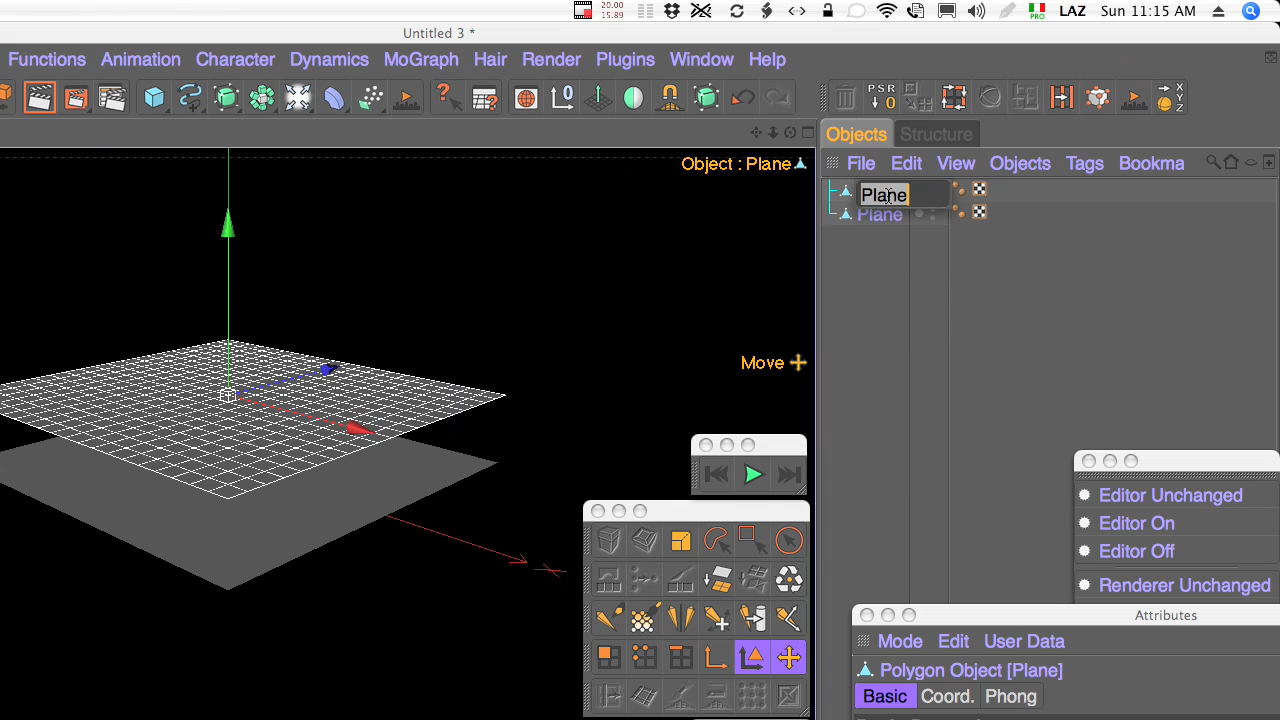 20.00
15.89
PRO
LAZ
Sun 11:15 AM
Untitled 3 *
Functions Animation Character Dynamics MoGraph Hair Render Plugins Window Help
? ? 0 PSR 0 X Y Z
Objects Structure
Object : Plane
File Edit View Objects Tags Bookma
Plane
Plane
Move
Editor Unchanged
Editor On
Editor Off
Renderer Unchanged
Attributes
Mode Edit User Data
Polygon Object [Plane]
Basic Coord. Phong